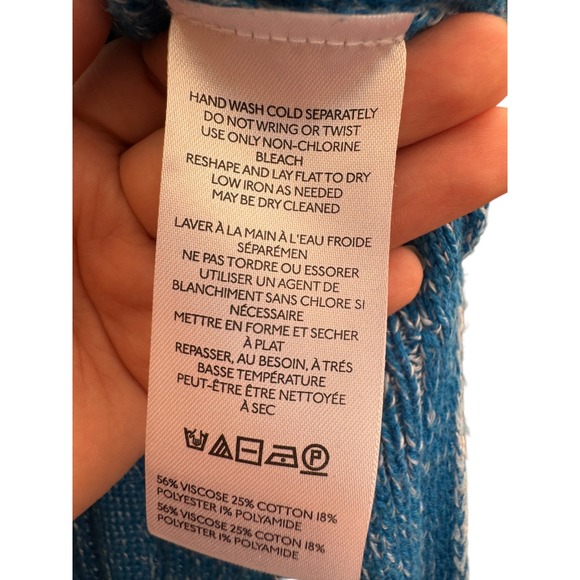 HAND WASH COLD SEPARATELY
DO NOT WRING OR TWIST
USE ONLY NON-CHLORINE
BLEACH
RESHAPE AND LAY FLAT TO DRY
LOW IRON AS NEEDED
MAY BE DRY CLEANED
LAVER À LA MAIN À L'EAU FROIDE
SÉPARÉMEN
NE PAS TORDRE OU ESSORER
UTILISER UN AGENT DE
BLANCHIMENT SANS CHLORE SI
NÉCESSAIRE
METTRE EN FORME ET SECHER
À PLAT
REPASSER, AU BESOIN, À TRÉS
BASSE TEMPÉRATURE
PEUT-ÊTRE ÊTRE NETTOYÉE
À SEC
P
56% VISCOSE 25% COTTON 18%
POLYESTER 1% POLYAMIDE
56% VISCOSE 25% COTON 18%
POLYESTER 1% POLYAMIDE